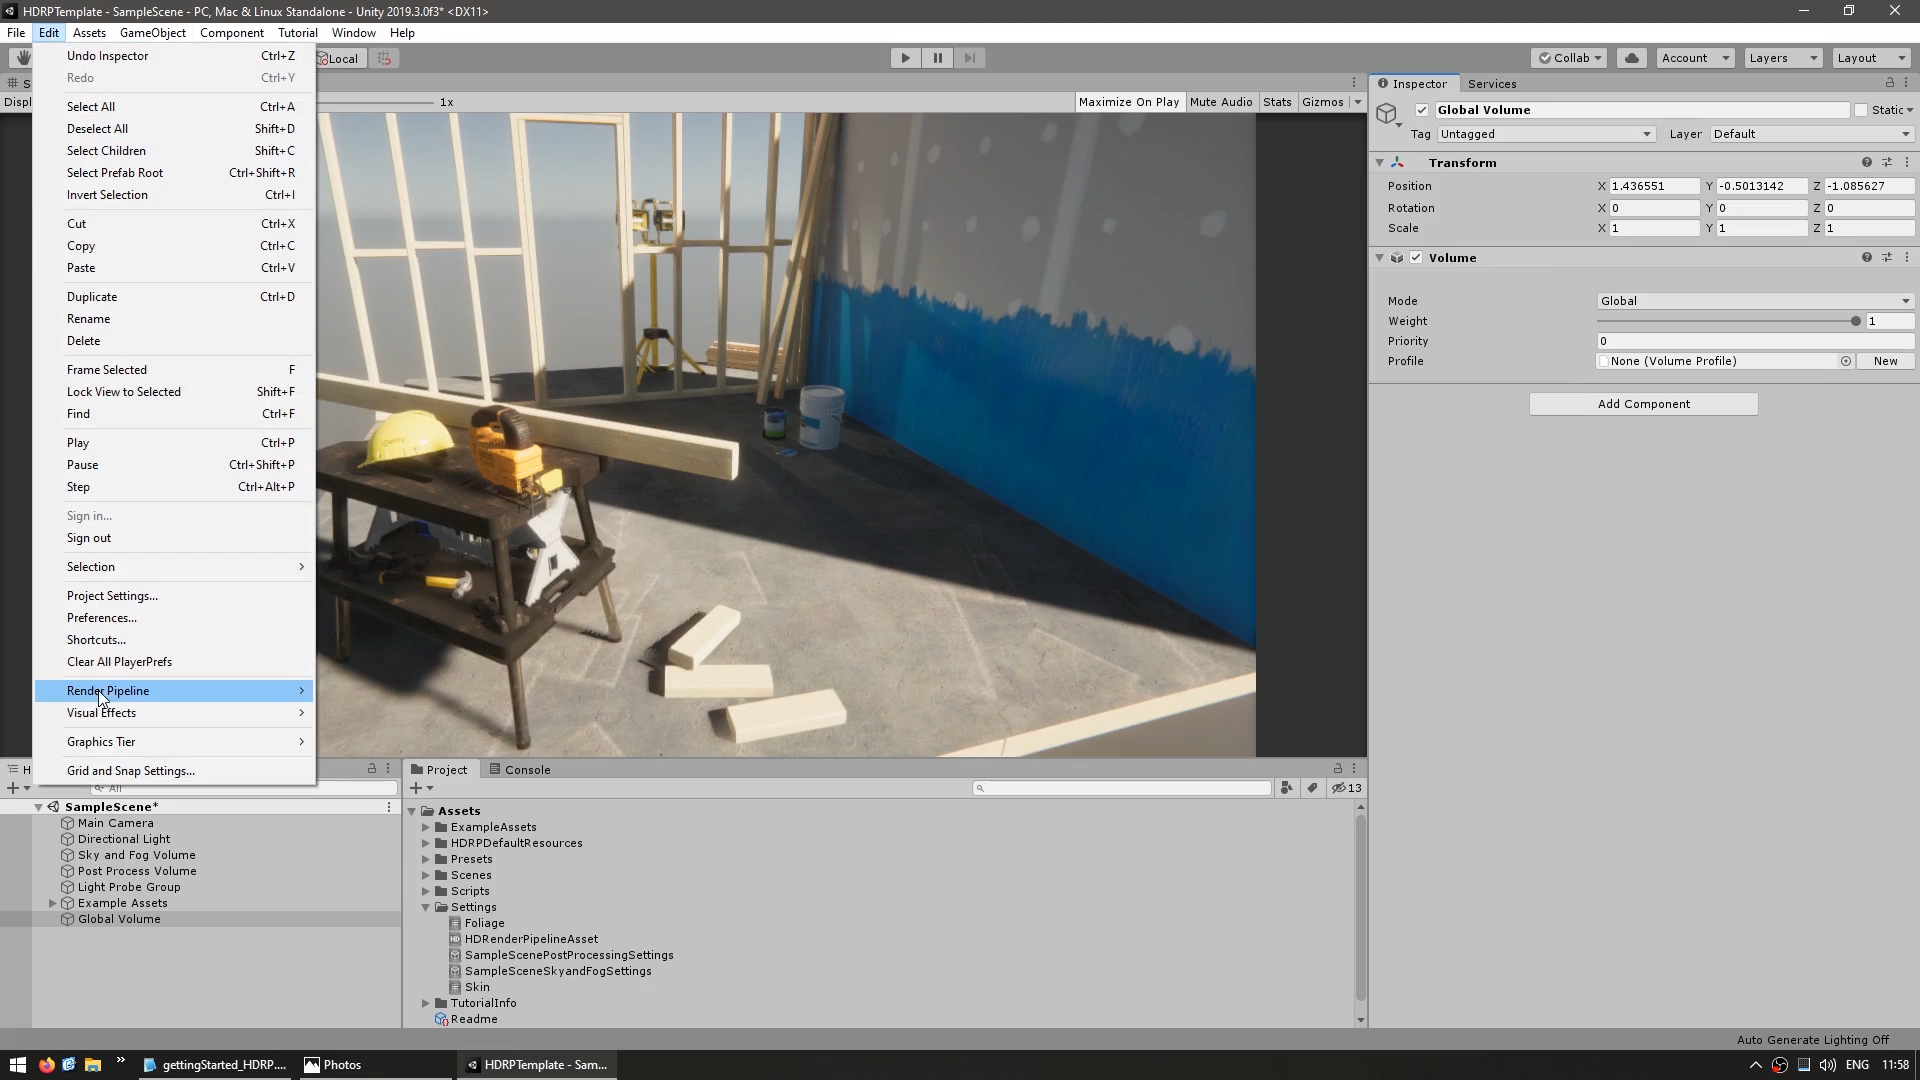 HDRPTemplate - SampleScene - PC, Mac & Linux Standalone - Unity 2019.3.0f3* <DX11>
File Edit Assets GameObject Component Tutorial Window Help
Local
Collab Account Layers Layout
Undo Inspector Ctrl+Z
Redo Ctrl+Y
Select All Ctrl+A
Deselect All Shift+D
Select Children Shift+C
Select Prefab Root Ctrl+Shift+R
Invert Selection Ctrl+I
Cut Ctrl+X
Copy Ctrl+C
Paste Ctrl+V
Duplicate Ctrl+D
Rename
Delete
Frame Selected F
Lock View to Selected Shift+F
Find Ctrl+F
Play Ctrl+P
Pause Ctrl+Shift+P
Step Ctrl+Alt+P
Sign in...
Sign out
Selection
Project Settings...
Preferences...
Shortcuts...
Clear All PlayerPrefs
Render Pipeline
Visual Effects
Graphics Tier
Grid and Snap Settings...
S
Displ
1x Maximize On Play Mute Audio Stats Gizmos
Inspector Services
Global Volume Static
Tag Untagged Layer Default
Transform
Position X 1.436551 Y -0.5013142 Z -1.085627
Rotation X 0 Y 0 Z 0
Scale X 1 Y 1 Z 1
Volume
Mode Global
Weight 1
Priority 0
Profile None (Volume Profile) New
Add Component
H
All
SampleScene*
Main Camera
Directional Light
Sky and Fog Volume
Post Process Volume
Light Probe Group
Example Assets
Global Volume
Project Console
13
Assets
ExampleAssets
HDRPDefaultResources
Presets
Scenes
Scripts
Settings
Foliage
HDRenderPipelineAsset
SampleScenePostProcessingSettings
SampleSceneSkyandFogSettings
Skin
TutorialInfo
Readme
Auto Generate Lighting Off
gettingStarted_HDRP.... Photos HDRPTemplate - Sam... ENG 11:58